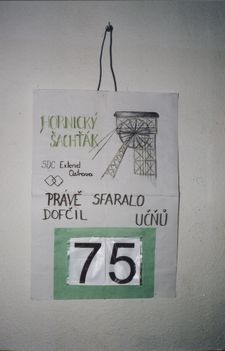 HORNICKÝ
ŠACHŤÁK
SDC Extend
Ostrava
PRÁVĚ SFARALO
DOFČIL UČŇŮ
75